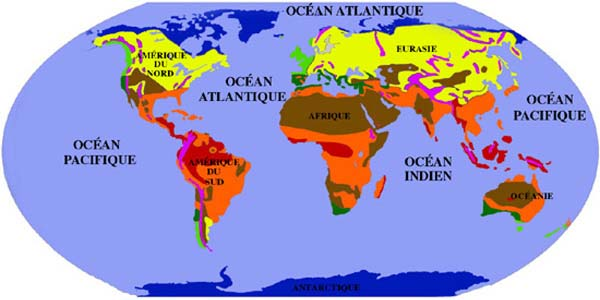 OCÉAN ATLANTIQUE
AMÉRIQUE
DU
NORD
EURASIE
OCÉAN
ATLANTIQUE
OCÉAN
PACIFIQUE
AFRIQUE
OCÉAN
PACIFIQUE
AMÉRIQUE
DU
SUD
OCÉAN
INDIEN
OCÉANIE
ANTARCTIQUE